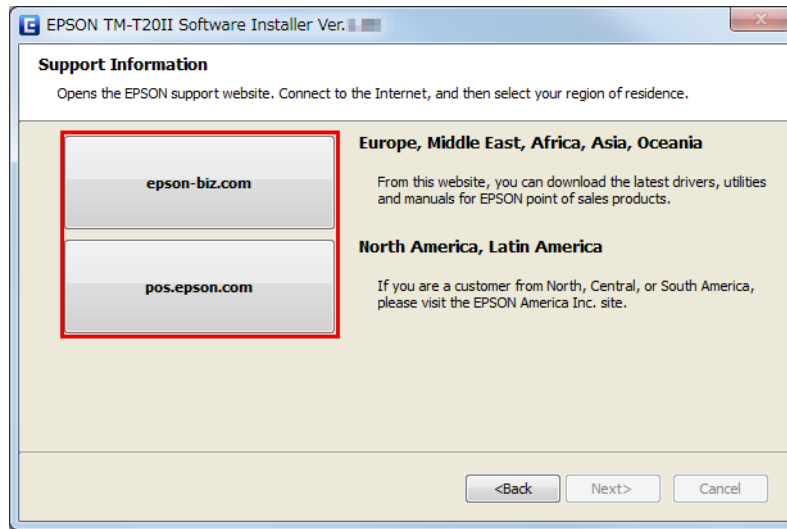 EPSON TM-T20II Software Installer Ver.
Support Information
Opens the EPSON support website. Connect to the Internet, and then select your region of residence.
epson-biz.com
Europe, Middle East, Africa, Asia, Oceania
From this website, you can download the latest drivers, utilities
and manuals for EPSON point of sales products.
pos.epson.com
North America, Latin America
If you are a customer from North, Central, or South America,
please visit the EPSON America Inc. site.
<Back
Next>
Cancel